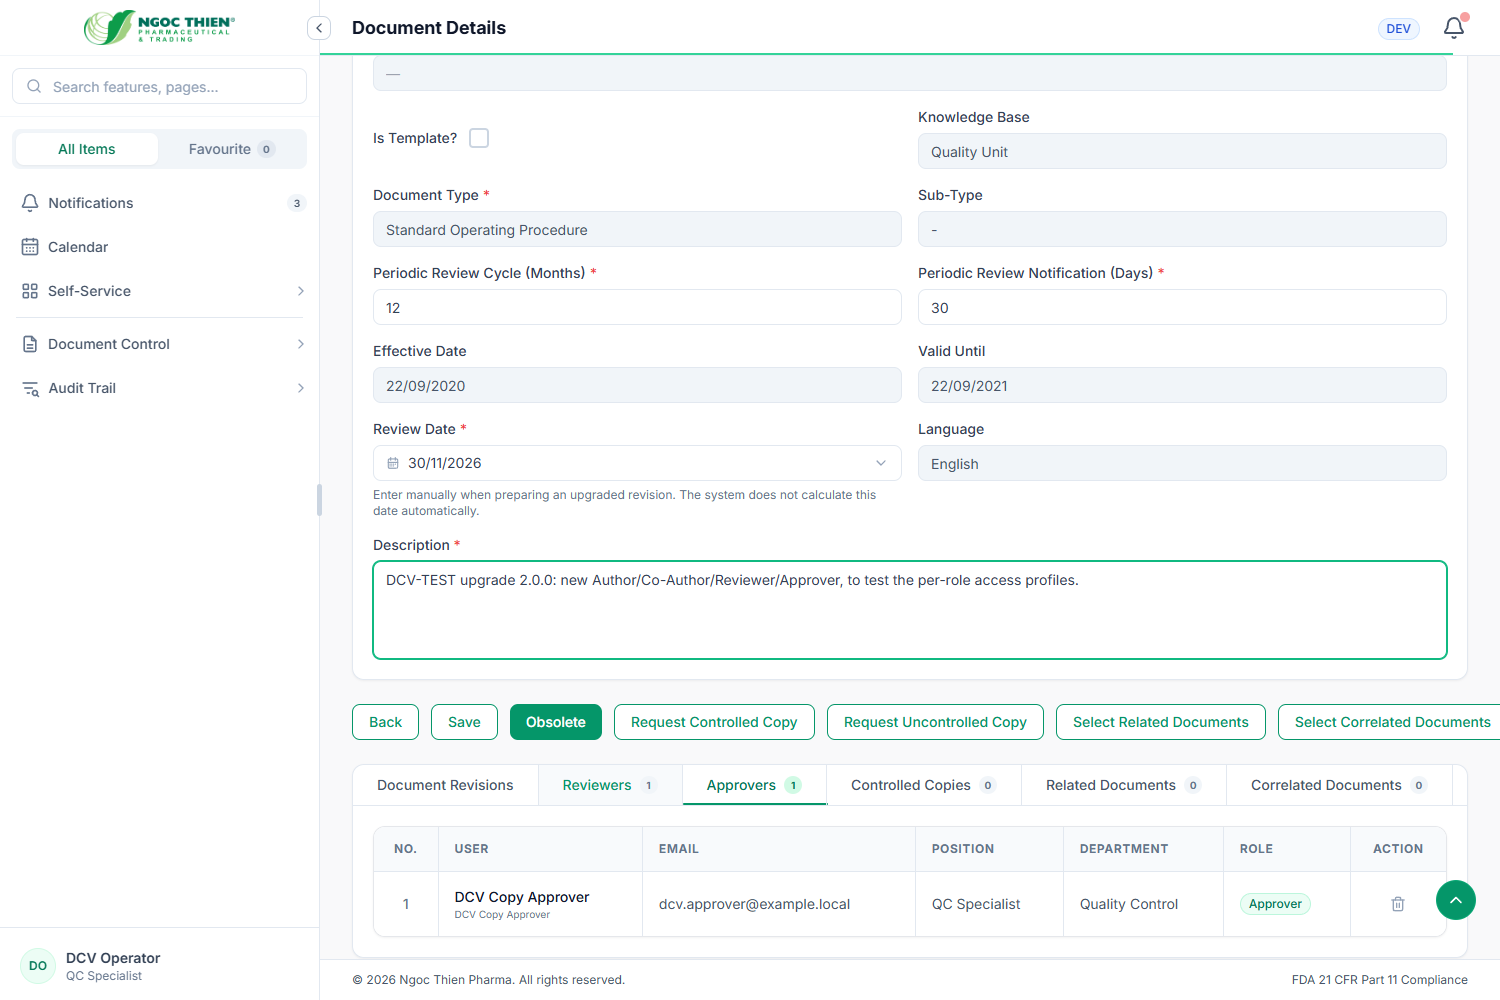 NGOC THIEN®
PHARMACEUTICAL
& TRADING
Document Details
DEV
Search features, pages...
All Items
Favourite 0
Notifications 3
Calendar
Self-Service
Document Control
Audit Trail
—
Is Template?
Knowledge Base
Quality Unit
Document Type *
Standard Operating Procedure
Sub-Type
-
Periodic Review Cycle (Months) *
12
Periodic Review Notification (Days) *
30
Effective Date
22/09/2020
Valid Until
22/09/2021
Review Date *
30/11/2026
Enter manually when preparing an upgraded revision. The system does not calculate this
date automatically.
Language
English
Description *
DCV-TEST upgrade 2.0.0: new Author/Co-Author/Reviewer/Approver, to test the per-role access profiles.
Back
Save
Obsolete
Request Controlled Copy
Request Uncontrolled Copy
Select Related Documents
Select Correlated Documents
Document Revisions
Reviewers 1
Approvers 1
Controlled Copies 0
Related Documents 0
Correlated Documents 0
NO. USER EMAIL POSITION DEPARTMENT ROLE ACTION
1 DCV Copy Approver dcv.approver@example.local QC Specialist Quality Control Approver
DCV Copy Approver
DO
DCV Operator
QC Specialist
© 2026 Ngoc Thien Pharma. All rights reserved.
FDA 21 CFR Part 11 Compliance